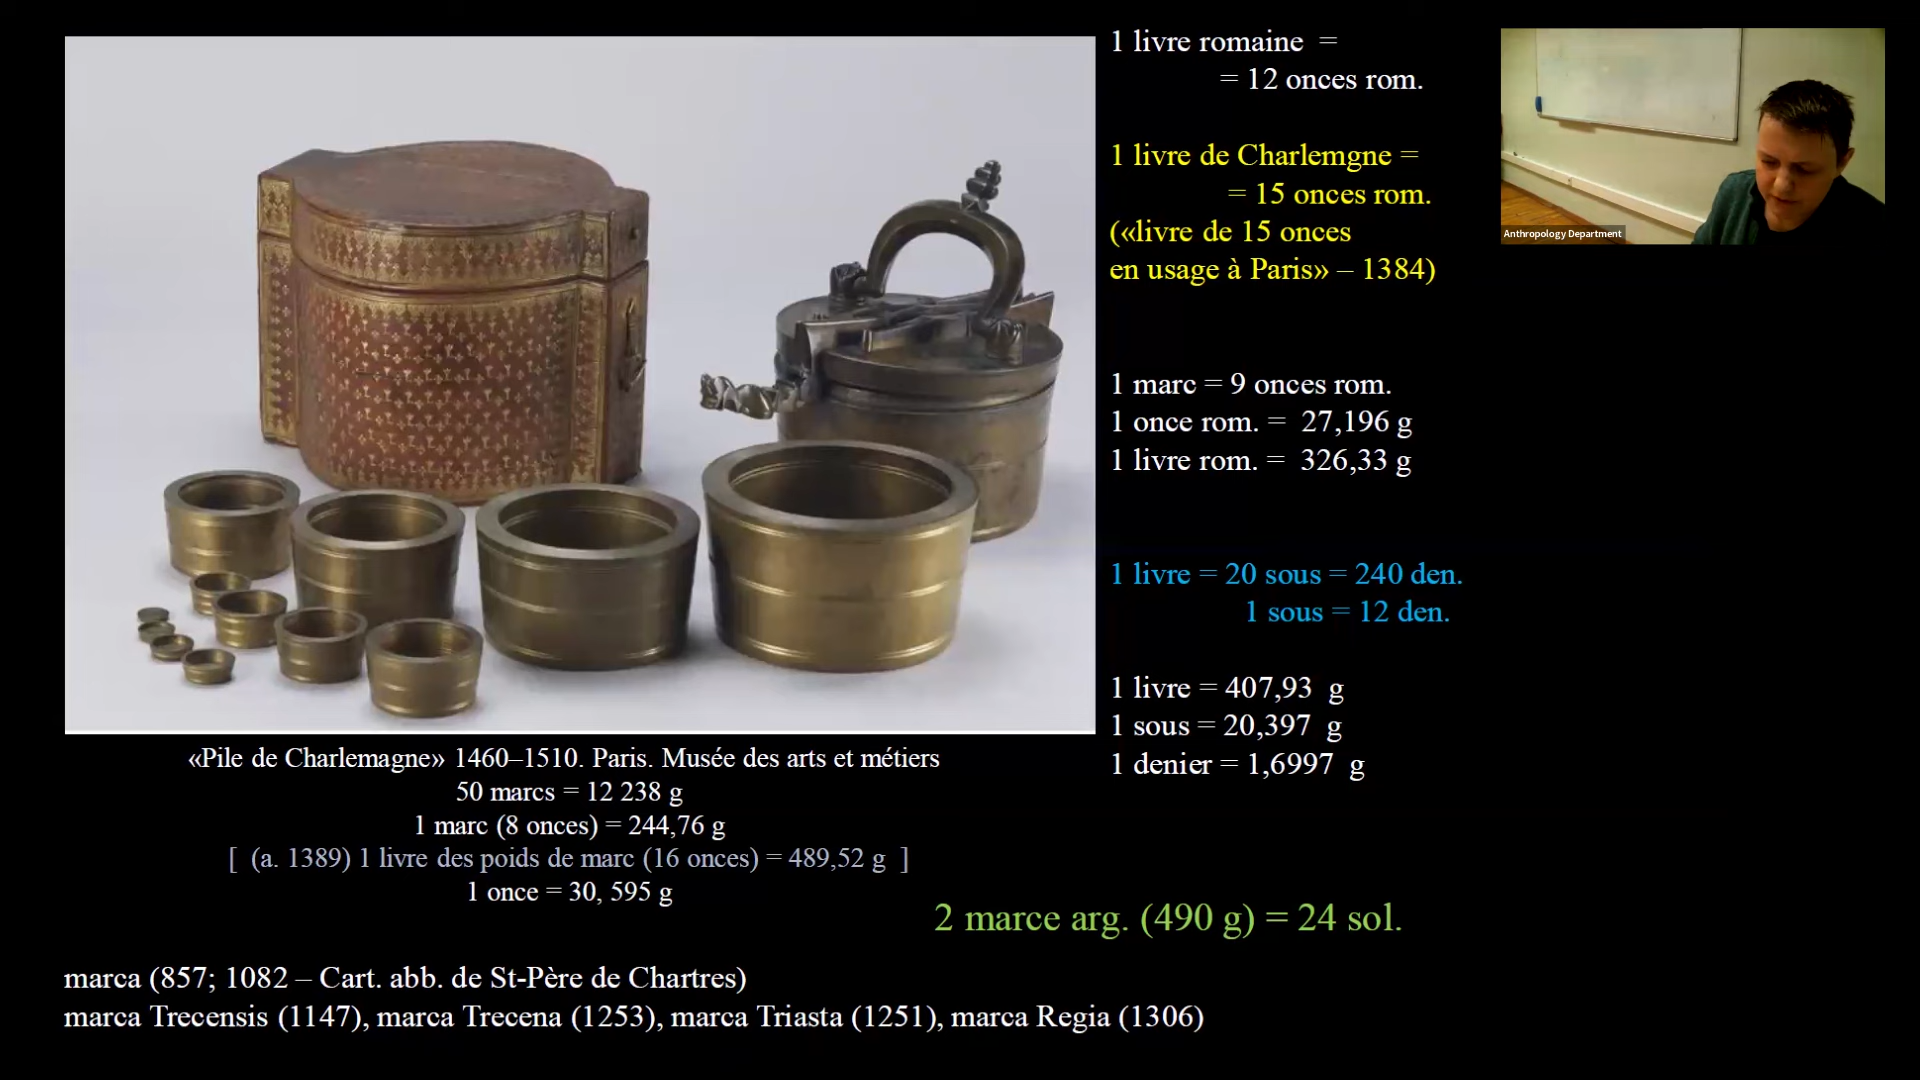 1 livre romaine =
= 12 onces rom.
1 livre de Charlemgne =
= 15 onces rom.
(«livre de 15 onces
en usage à Paris» – 1384)
1 marc = 9 onces rom.
1 once rom. = 27,196 g
1 livre rom. = 326,33 g
1 livre = 20 sous = 240 den.
1 sous = 12 den.
1 livre = 407,93 g
1 sous = 20,397 g
1 denier = 1,6997 g
Anthropology Department
«Pile de Charlemagne» 1460–1510. Paris. Musée des arts et métiers
50 marcs = 12 238 g
1 marc (8 onces) = 244,76 g
[ (a. 1389) 1 livre des poids de marc (16 onces) = 489,52 g ]
1 once = 30, 595 g
2 marce arg. (490 g) = 24 sol.
marca (857; 1082 – Cart. abb. de St-Père de Chartres)
marca Trecensis (1147), marca Trecena (1253), marca Triasta (1251), marca Regia (1306)